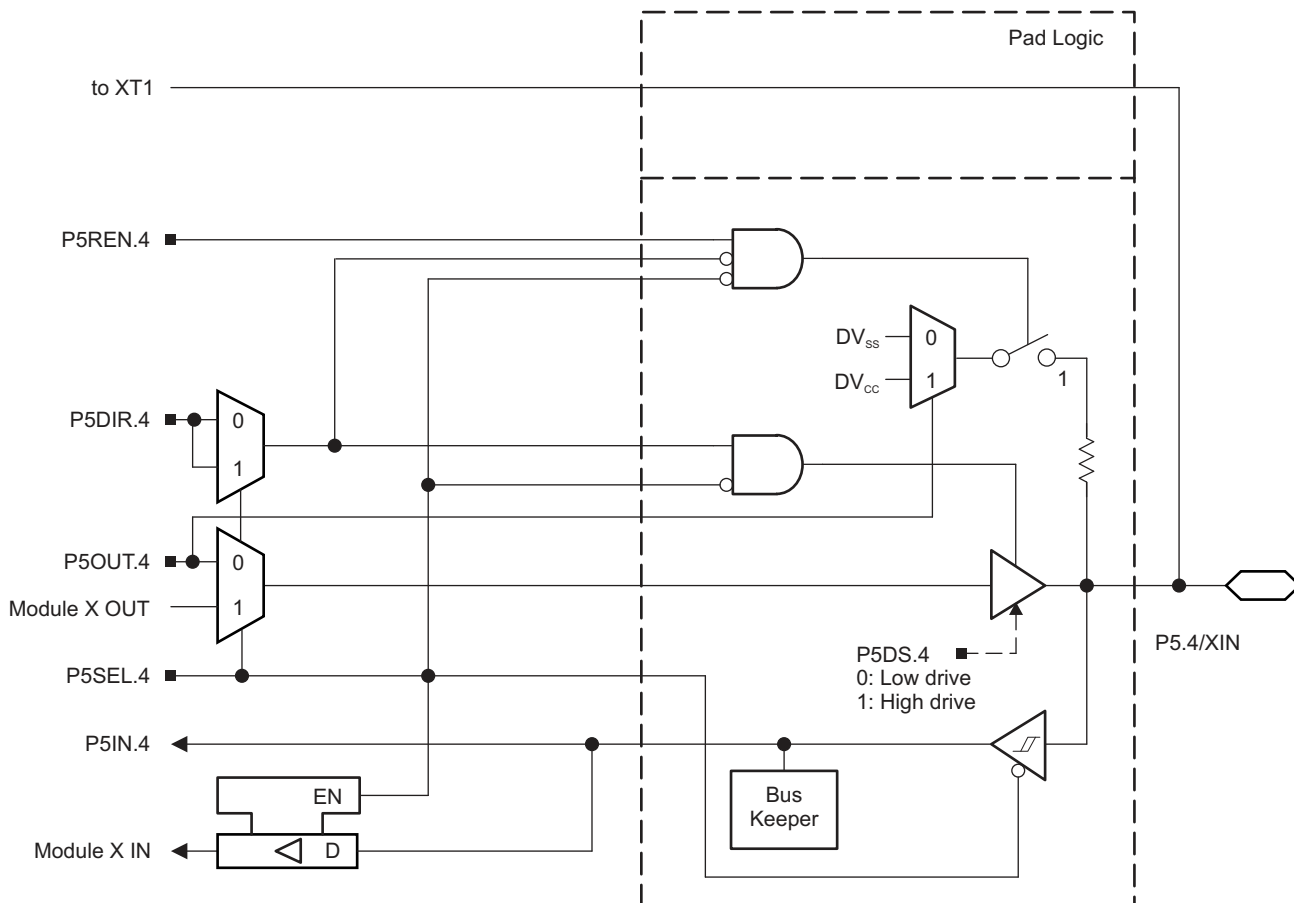 Pad Logic
to XT1
P5REN.4
DVSS
0
DVCC
1
1
P5DIR.4
0
1
P5OUT.4
0
Module X OUT
1
P5SEL.4
P5DS.4
0: Low drive
1: High drive
P5.4/XIN
P5IN.4
Bus
Keeper
EN
Module X IN
D